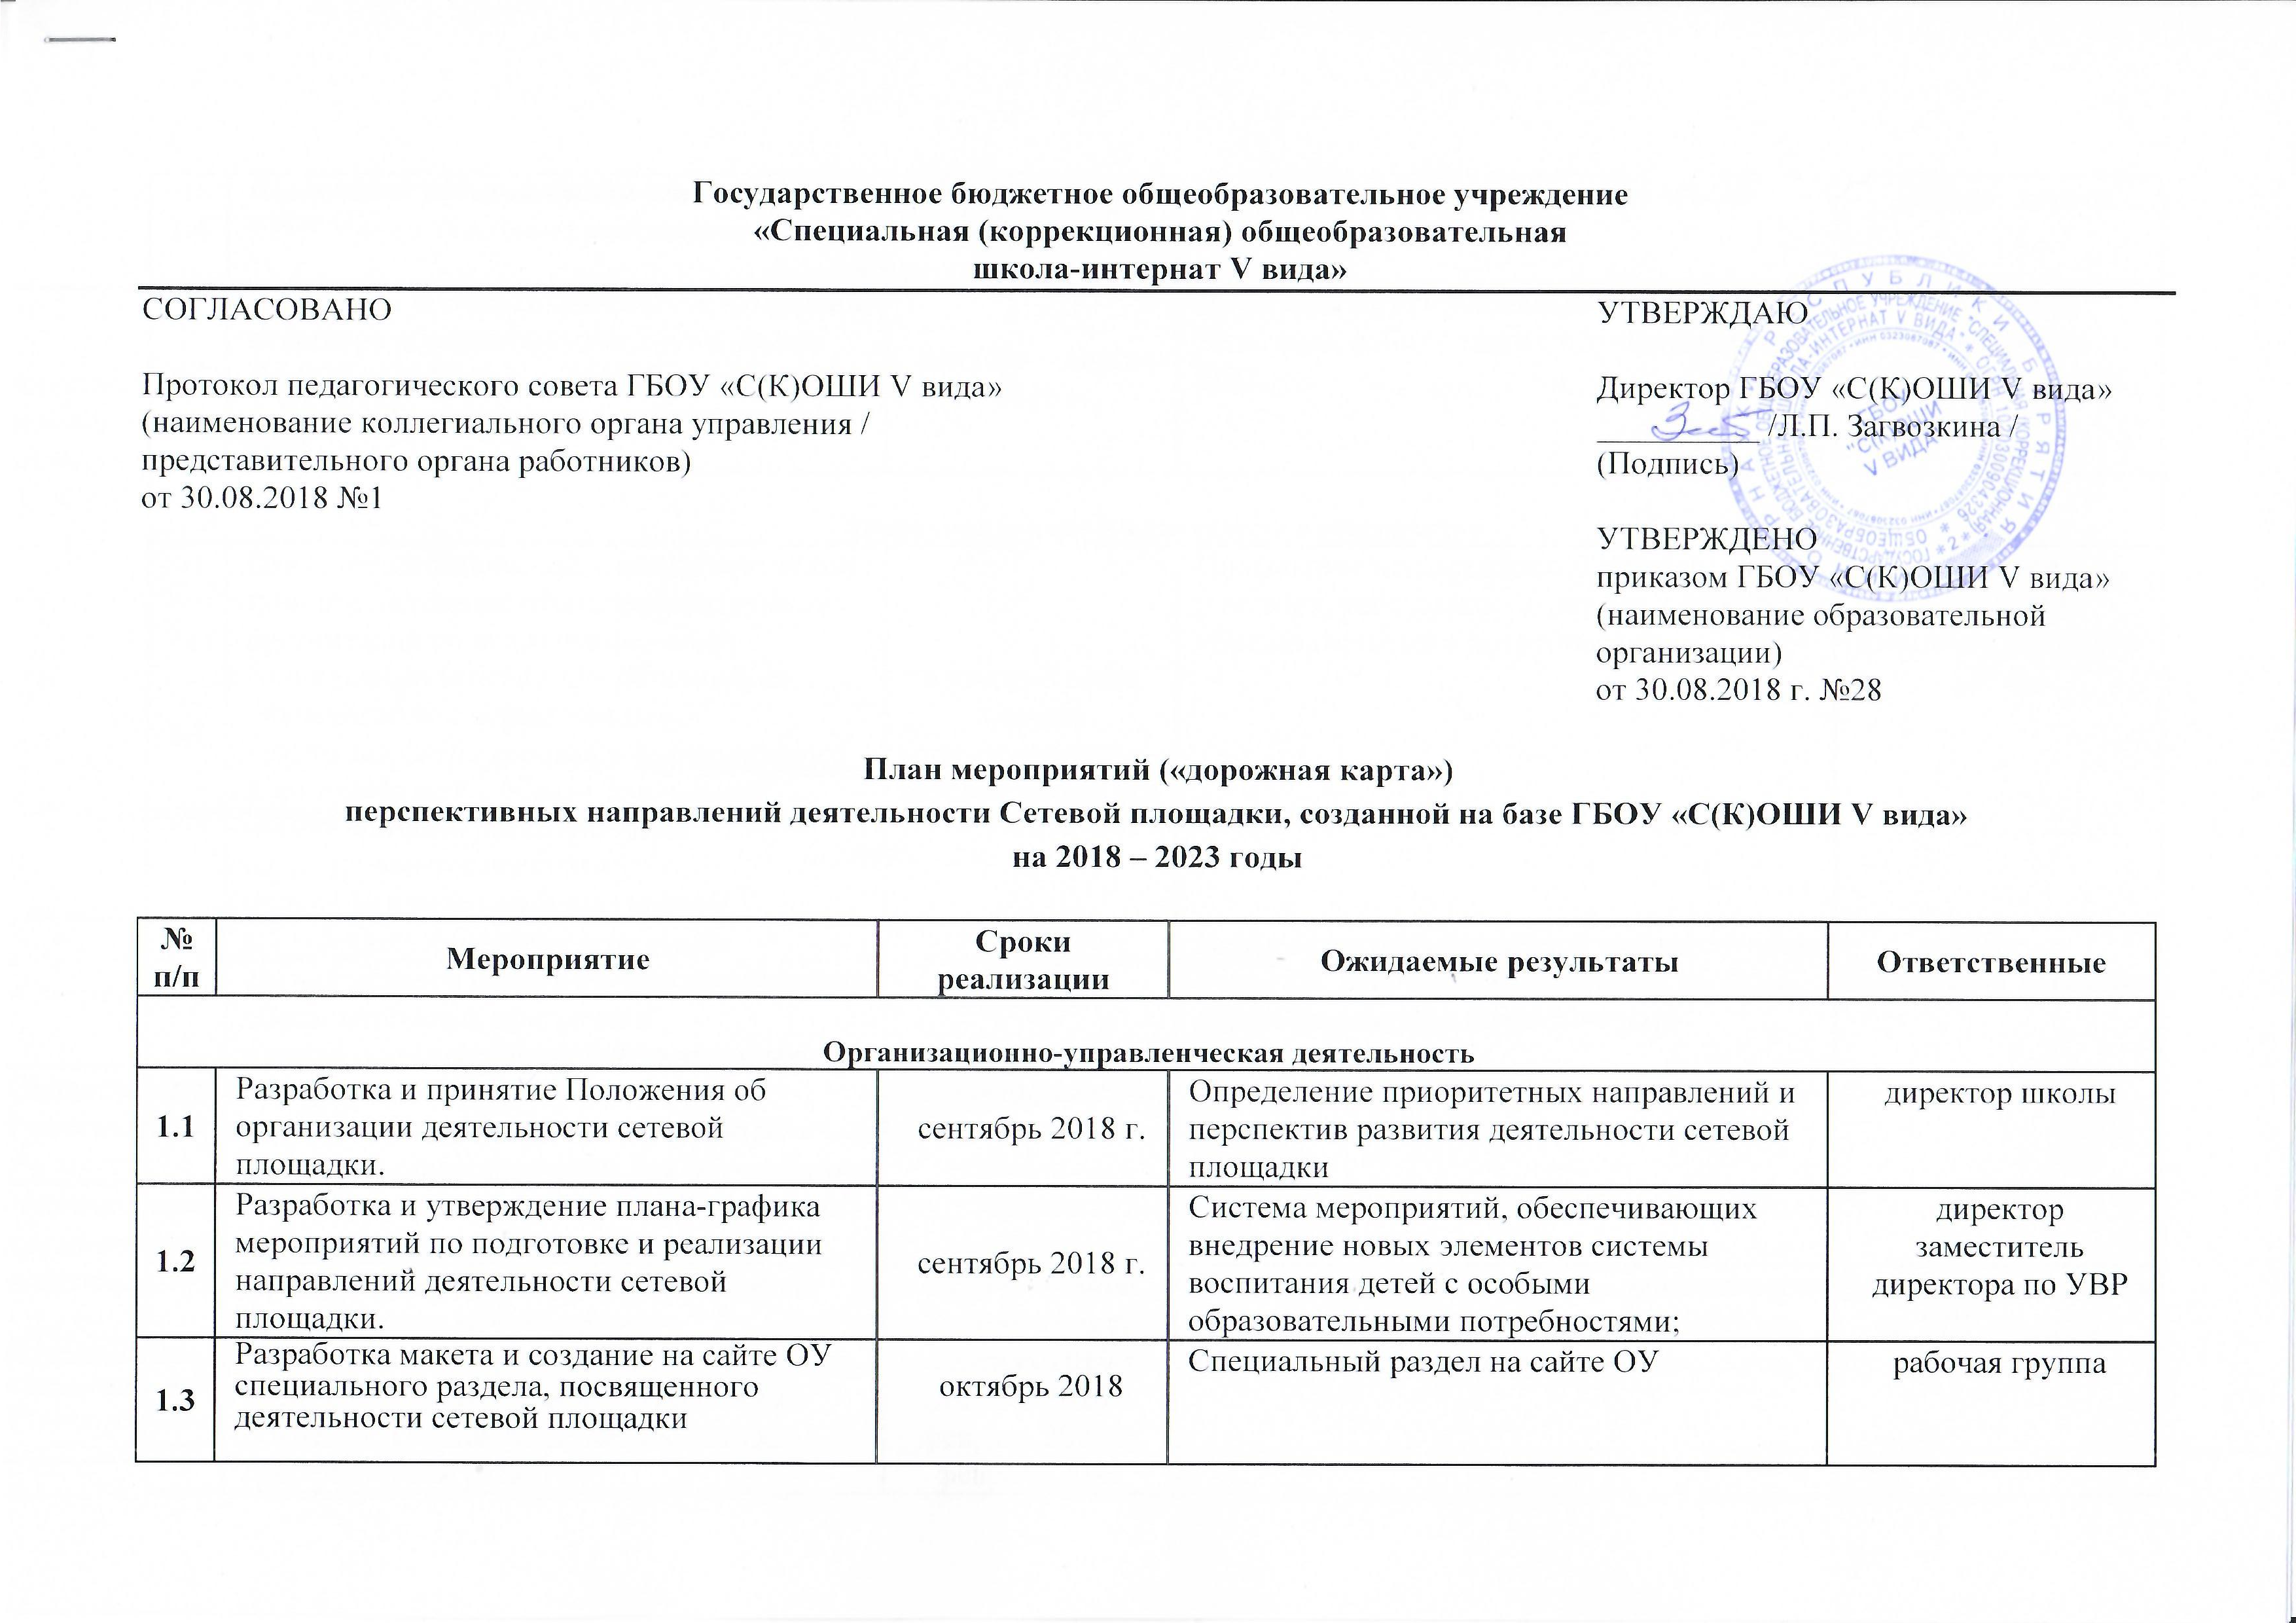 Государственное бюджетное общеобразовательное учреждение
«Специальная (коррекционная) общеобразовательная
школа-интернат V вида»
СОГЛАСОВАНО
Протокол педагогического совета ГБОУ «С(К)ОШИ V вида»
(наименование коллегиального органа управления /
представительного органа работников)
от 30.08.2018 №1
УТВЕРЖДАЮ
Директор ГБОУ «С(К)ОШИ V вида»
/Л.П. Загвозкина /
(Подпись)
УТВЕРЖДЕНО
приказом ГБОУ «С(К)ОШИ V вида»
(наименование образовательной
организации)
от 30.08.2018 г. №28
ГБОУ
"С(К)ОШИ
V ВИДА"
План мероприятий («дорожная карта»)
перспективных направлений деятельности Сетевой площадки, созданной на базе ГБОУ «С(К)ОШИ V вида»
на 2018 – 2023 годы
№
п/п
Мероприятие
Сроки
реализации
Ожидаемые результаты
Ответственные
Организационно-управленческая деятельность
1.1
Разработка и принятие Положения об
организации деятельности сетевой
площадки.
сентябрь 2018 г.
Определение приоритетных направлений и
перспектив развития деятельности сетевой
площадки
директор школы
1.2
Разработка и утверждение плана-графика
мероприятий по подготовке и реализации
направлений деятельности сетевой
площадки.
сентябрь 2018 г.
Система мероприятий, обеспечивающих
внедрение новых элементов системы
воспитания детей с особыми
образовательными потребностями;
директор
заместитель
директора по УВР
1.3
Разработка макета и создание на сайте ОУ
специального раздела, посвященного
деятельности сетевой площадки
октябрь 2018
Специальный раздел на сайте ОУ
рабочая группа